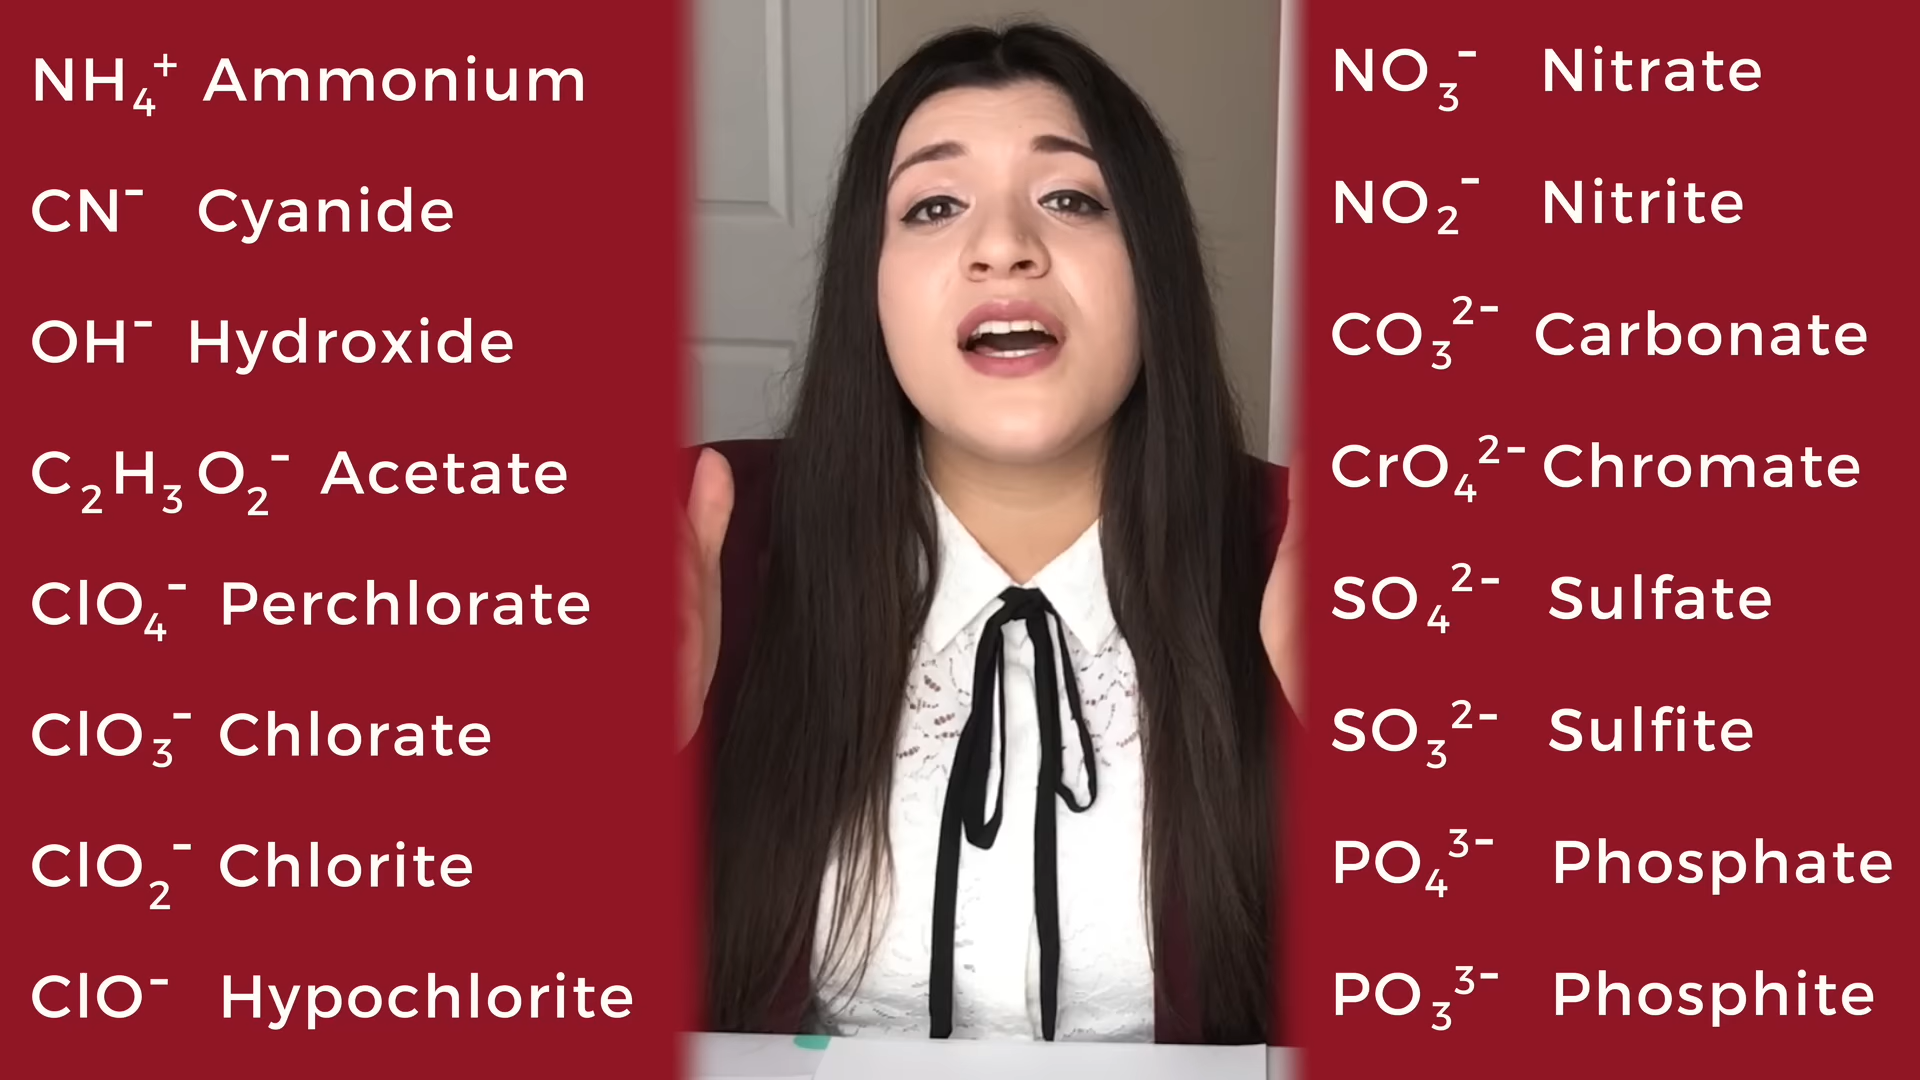 NH₄⁺ Ammonium
CN⁻ Cyanide
OH⁻ Hydroxide
C₂H₃O₂⁻ Acetate
ClO₄⁻ Perchlorate
ClO₃⁻ Chlorate
ClO₂⁻ Chlorite
ClO⁻ Hypochlorite
NO₃⁻ Nitrate
NO₂⁻ Nitrite
CO₃²⁻ Carbonate
CrO₄²⁻ Chromate
SO₄²⁻ Sulfate
SO₃²⁻ Sulfite
PO₄³⁻ Phosphate
PO₃³⁻ Phosphite